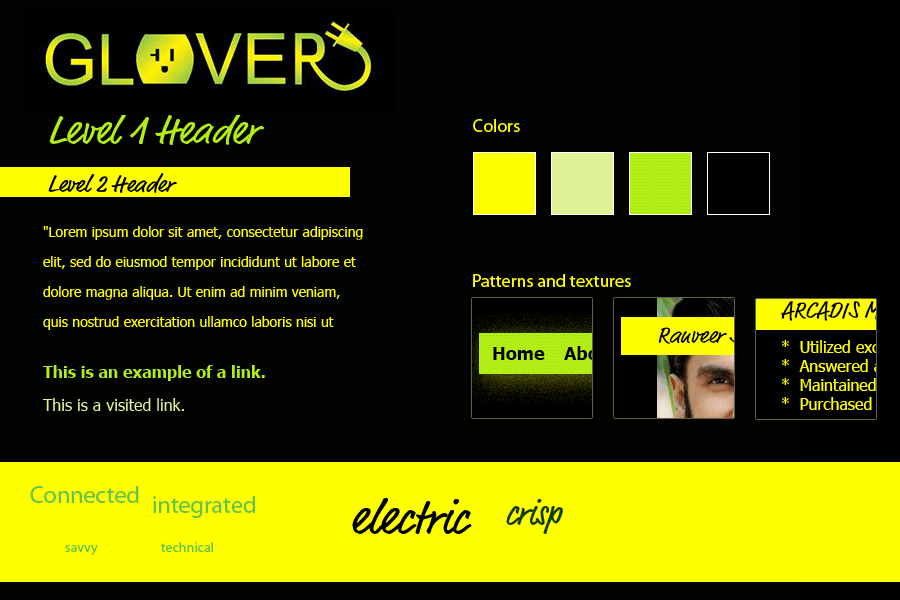 GLOVER
Level 1 Header
Level 2 Header
"Lorem ipsum dolor sit amet, consectetur adipiscing
elit, sed do eiusmod tempor incididunt ut labore et
dolore magna aliqua. Ut enim ad minim veniam,
quis nostrud exercitation ullamco laboris nisi ut
This is an example of a link.
This is a visited link.
Colors
Patterns and textures
Home
Ranveer
ARCADIS
* Utilized
* Answered
* Maintained
* Purchased
Connected
integrated
savvy
technical
electric
crisp